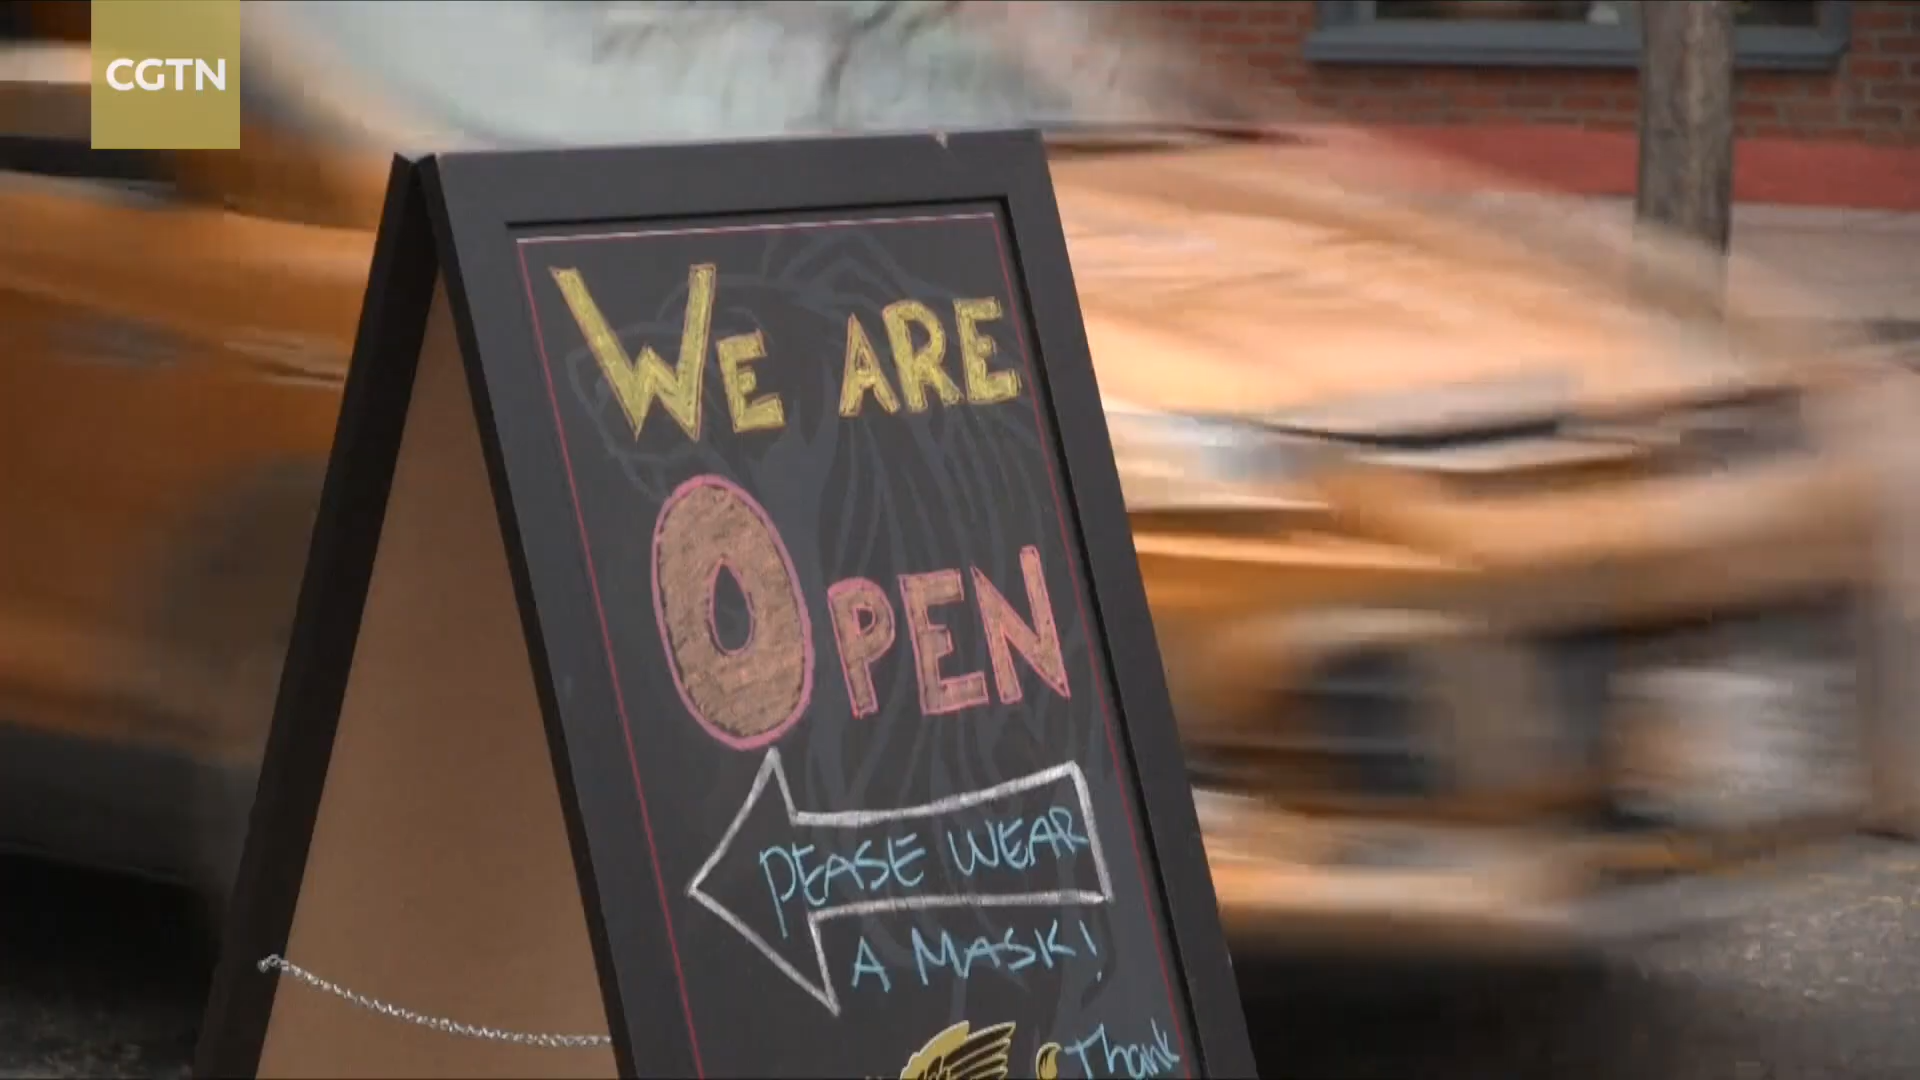 CGTN
WE ARE
OPEN
PEASE WEAR
A MASK!
Thank